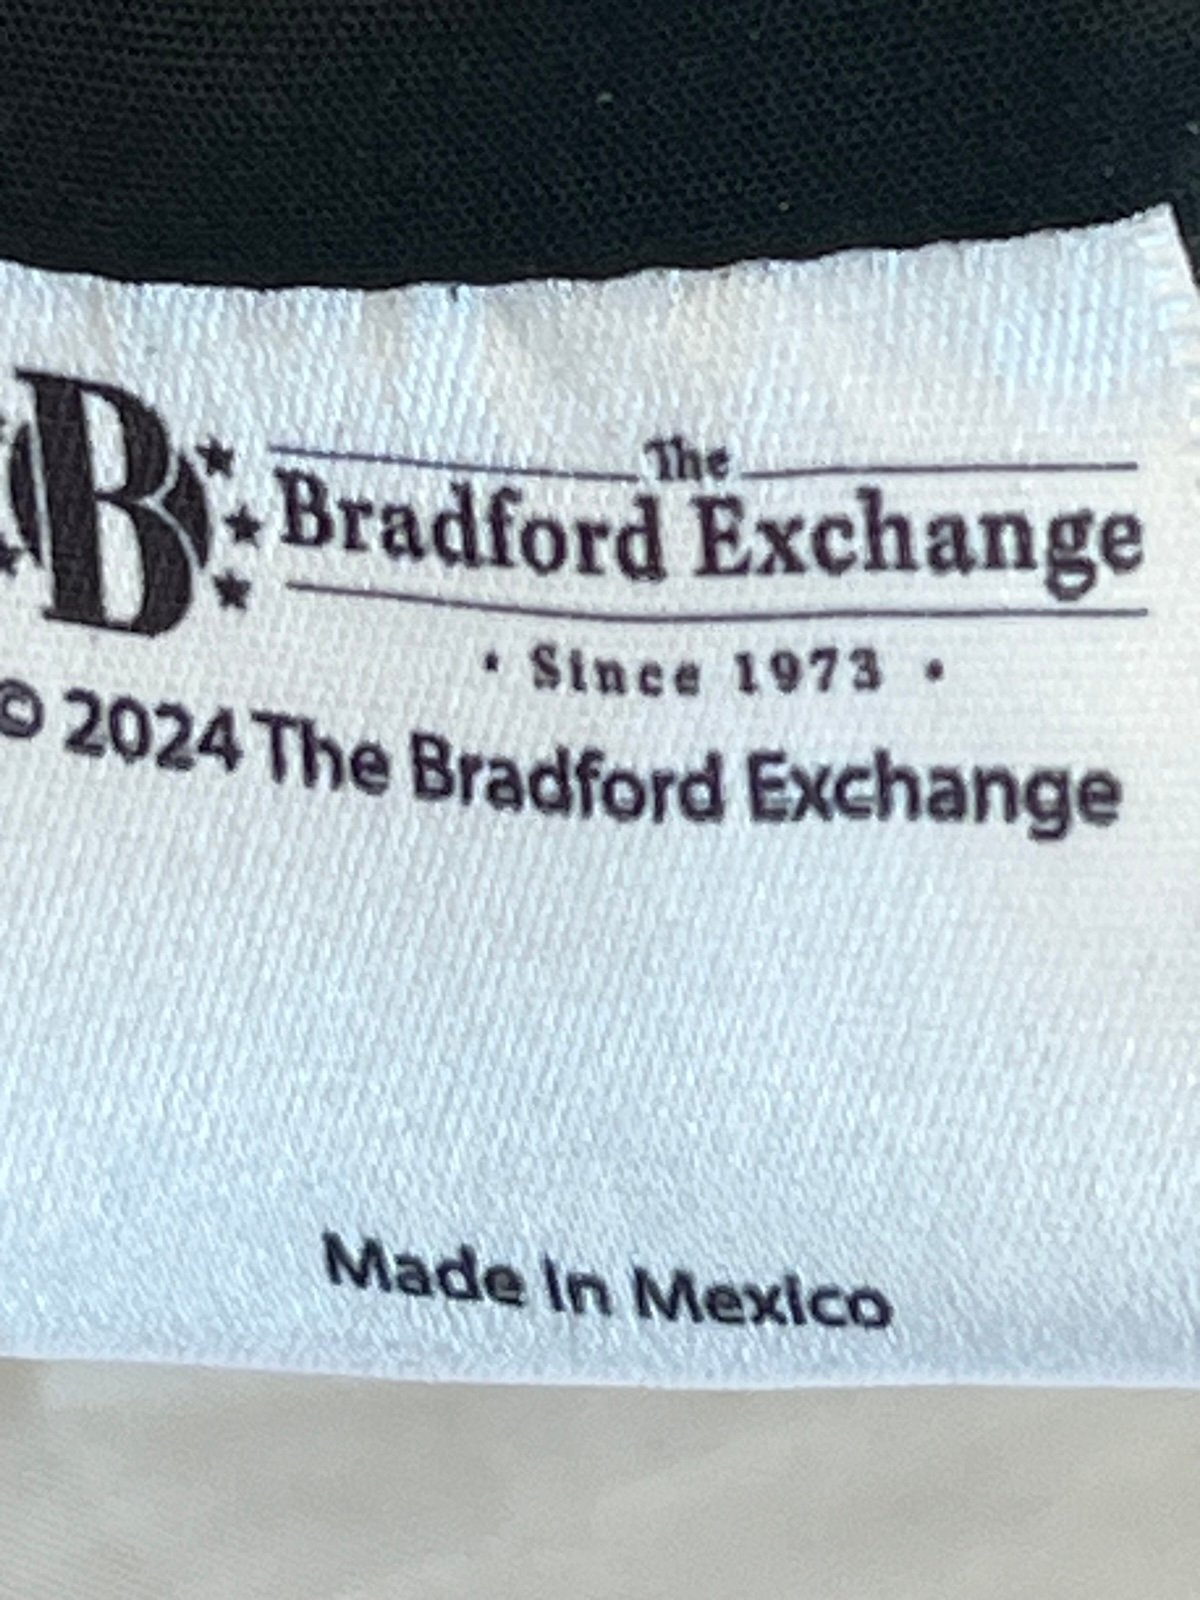 B
The
Bradford Exchange
· Since 1973 ·
© 2024 The Bradford Exchange
Made In Mexico